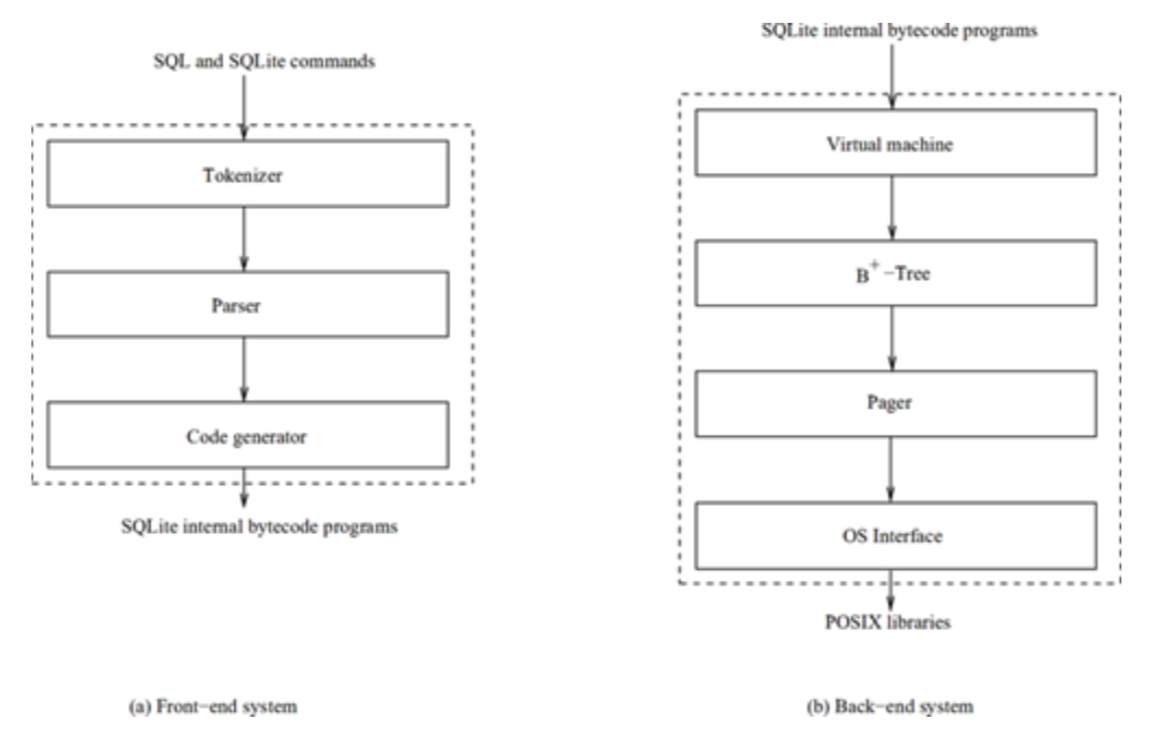 SQL and SQLite commands
Tokenizer
Parser
Code generator
SQLite internal bytecode programs
(a) Front−end system
SQLite internal bytecode programs
Virtual machine
B+ −Tree
Pager
OS Interface
POSIX libraries
(b) Back−end system